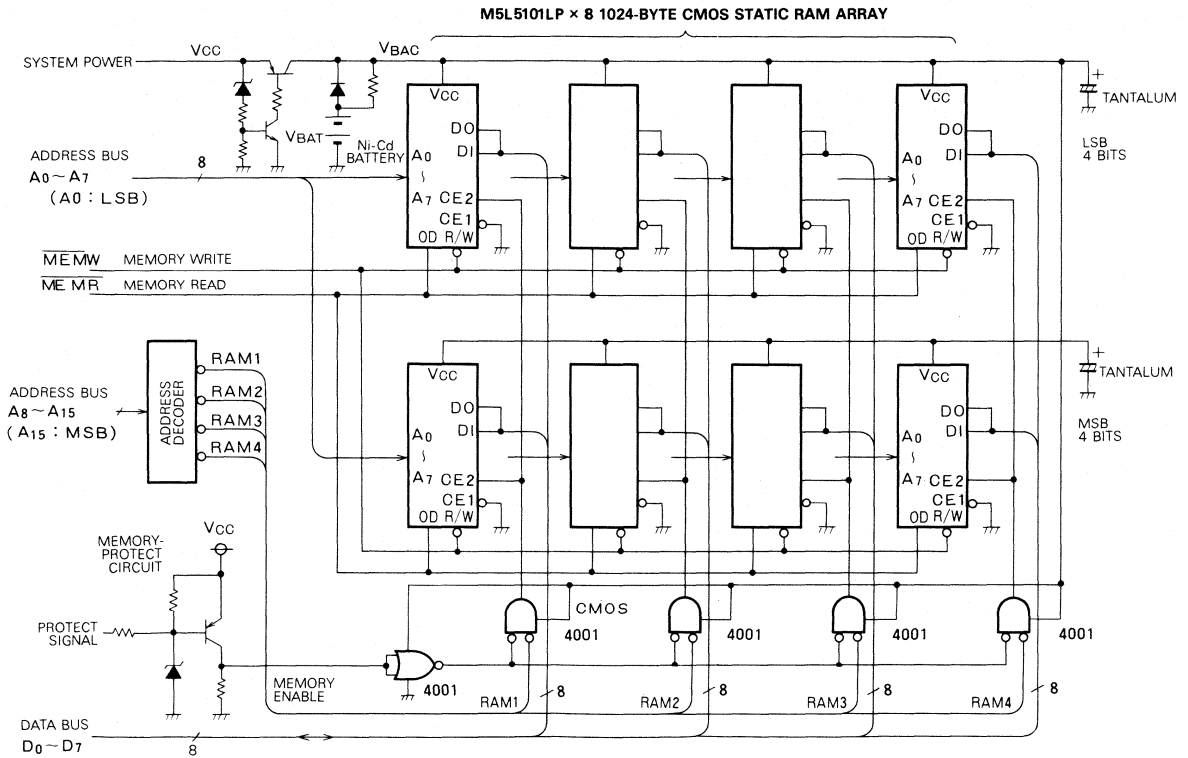 M5L5101LP × 8 1024-BYTE CMOS STATIC RAM ARRAY
SYSTEM POWER
VCC
VBAC
VBAT
Ni-Cd
BATTERY
+
TANTALUM
LSB
4 BITS
ADDRESS BUS
A0~A7
(A0 : LSB)
8
VCC
DO
DI
A0
~
A7 CE2
CE1
OD R/W
VCC
DO
DI
A0
~
A7 CE2
CE1
OD R/W
MEMW MEMORY WRITE
MEMR MEMORY READ
ADDRESS BUS
A8~A15
(A15 : MSB)
ADDRESS
DECODER
RAM1
RAM2
RAM3
RAM4
VCC
DO
DI
A0
~
A7 CE2
CE1
OD R/W
VCC
DO
DI
A0
~
A7 CE2
CE1
OD R/W
+
TANTALUM
MSB
4 BITS
MEMORY-
PROTECT
CIRCUIT
VCC
PROTECT
SIGNAL
CMOS
4001
4001
4001
4001
4001
MEMORY
ENABLE
RAM1
8
RAM2
8
RAM3
8
RAM4
8
DATA BUS
D0~D7
8